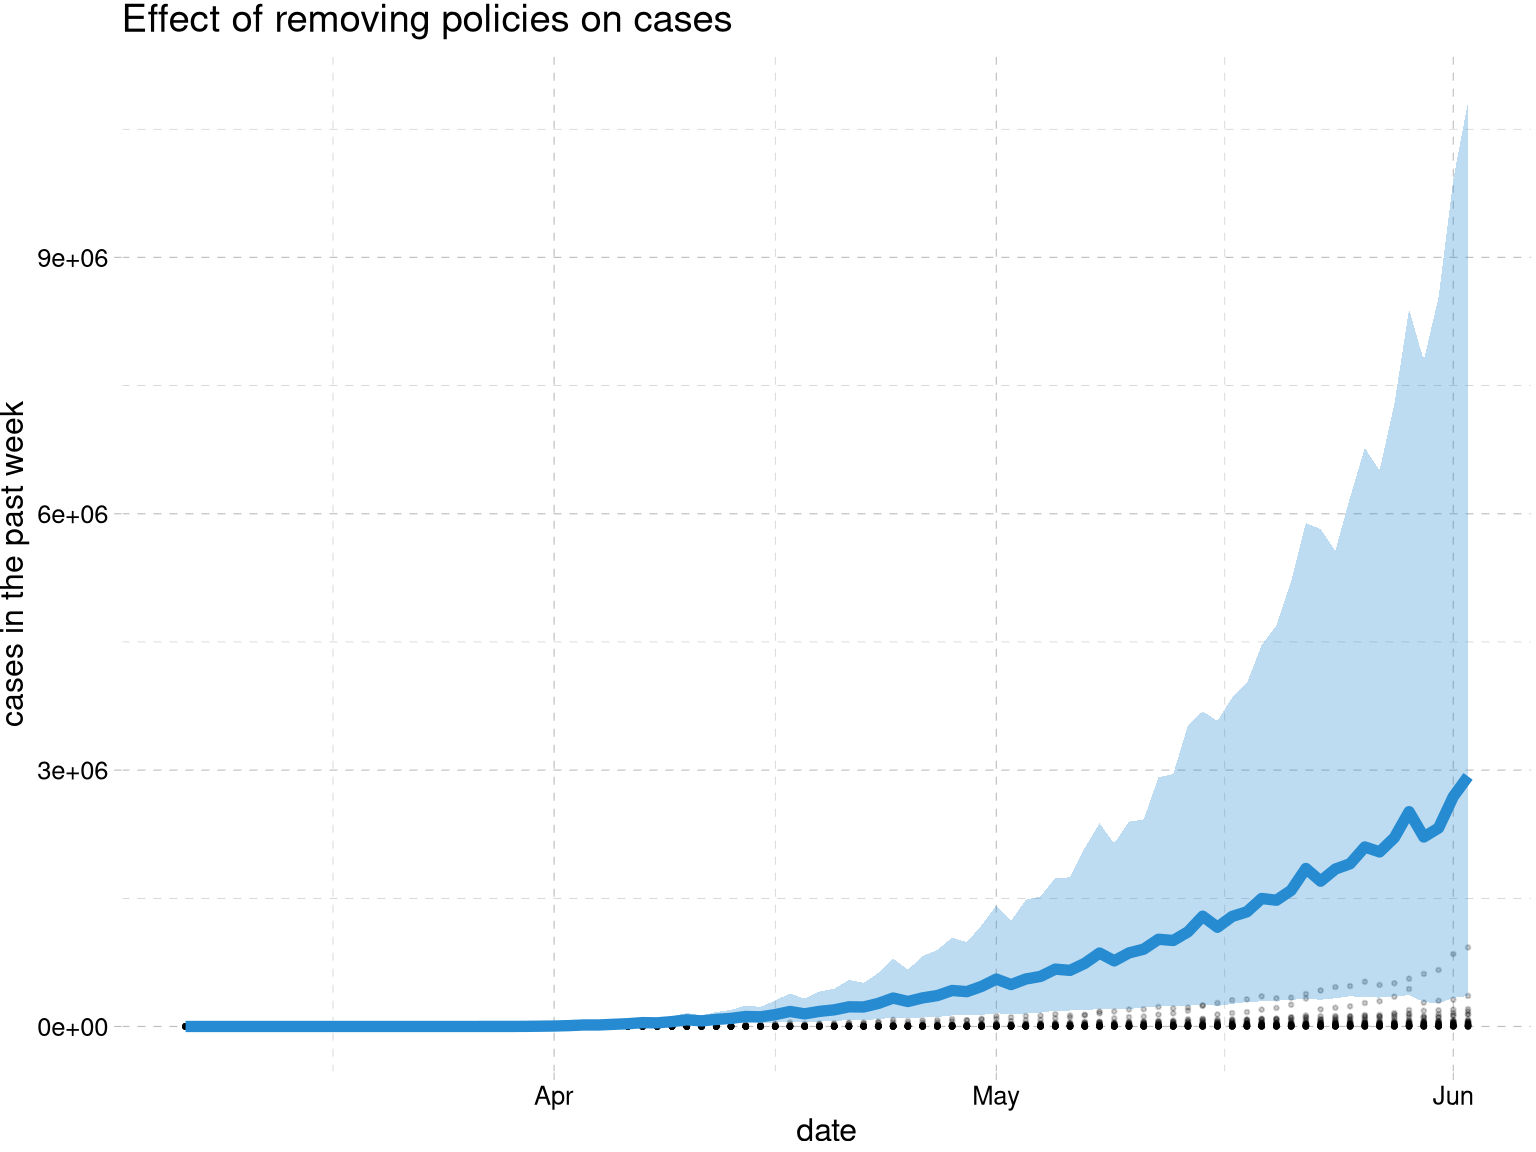 Effect of removing policies on cases
cases in the past week
9e+06
6e+06
3e+06
0e+00
Apr
May
Jun
date